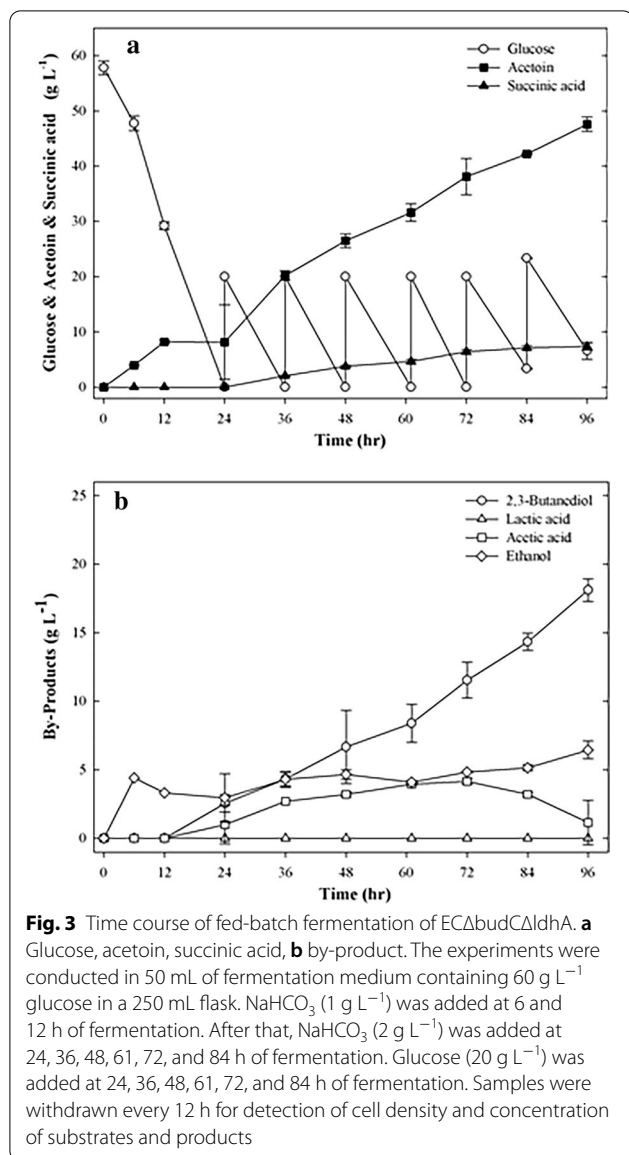 a
Glucose
Acetoin
Succinic acid
Glucose & Acetoin & Succinic acid (g L⁻¹)
60
50
40
30
20
10
0
0 12 24 36 48 60 72 84 96
Time (hr)
b
2,3-Butanediol
Lactic acid
Acetic acid
Ethanol
By-Products (g L⁻¹)
25
20
15
10
5
0
0 12 24 36 48 60 72 84 96
Time (hr)
Fig. 3 Time course of fed-batch fermentation of ECΔbudCΔldhA. a
Glucose, acetoin, succinic acid, b by-product. The experiments were
conducted in 50 mL of fermentation medium containing 60 g L⁻¹
glucose in a 250 mL flask. NaHCO₃ (1 g L⁻¹) was added at 6 and
12 h of fermentation. After that, NaHCO₃ (2 g L⁻¹) was added at
24, 36, 48, 61, 72, and 84 h of fermentation. Glucose (20 g L⁻¹) was
added at 24, 36, 48, 61, 72, and 84 h of fermentation. Samples were
withdrawn every 12 h for detection of cell density and concentration
of substrates and products